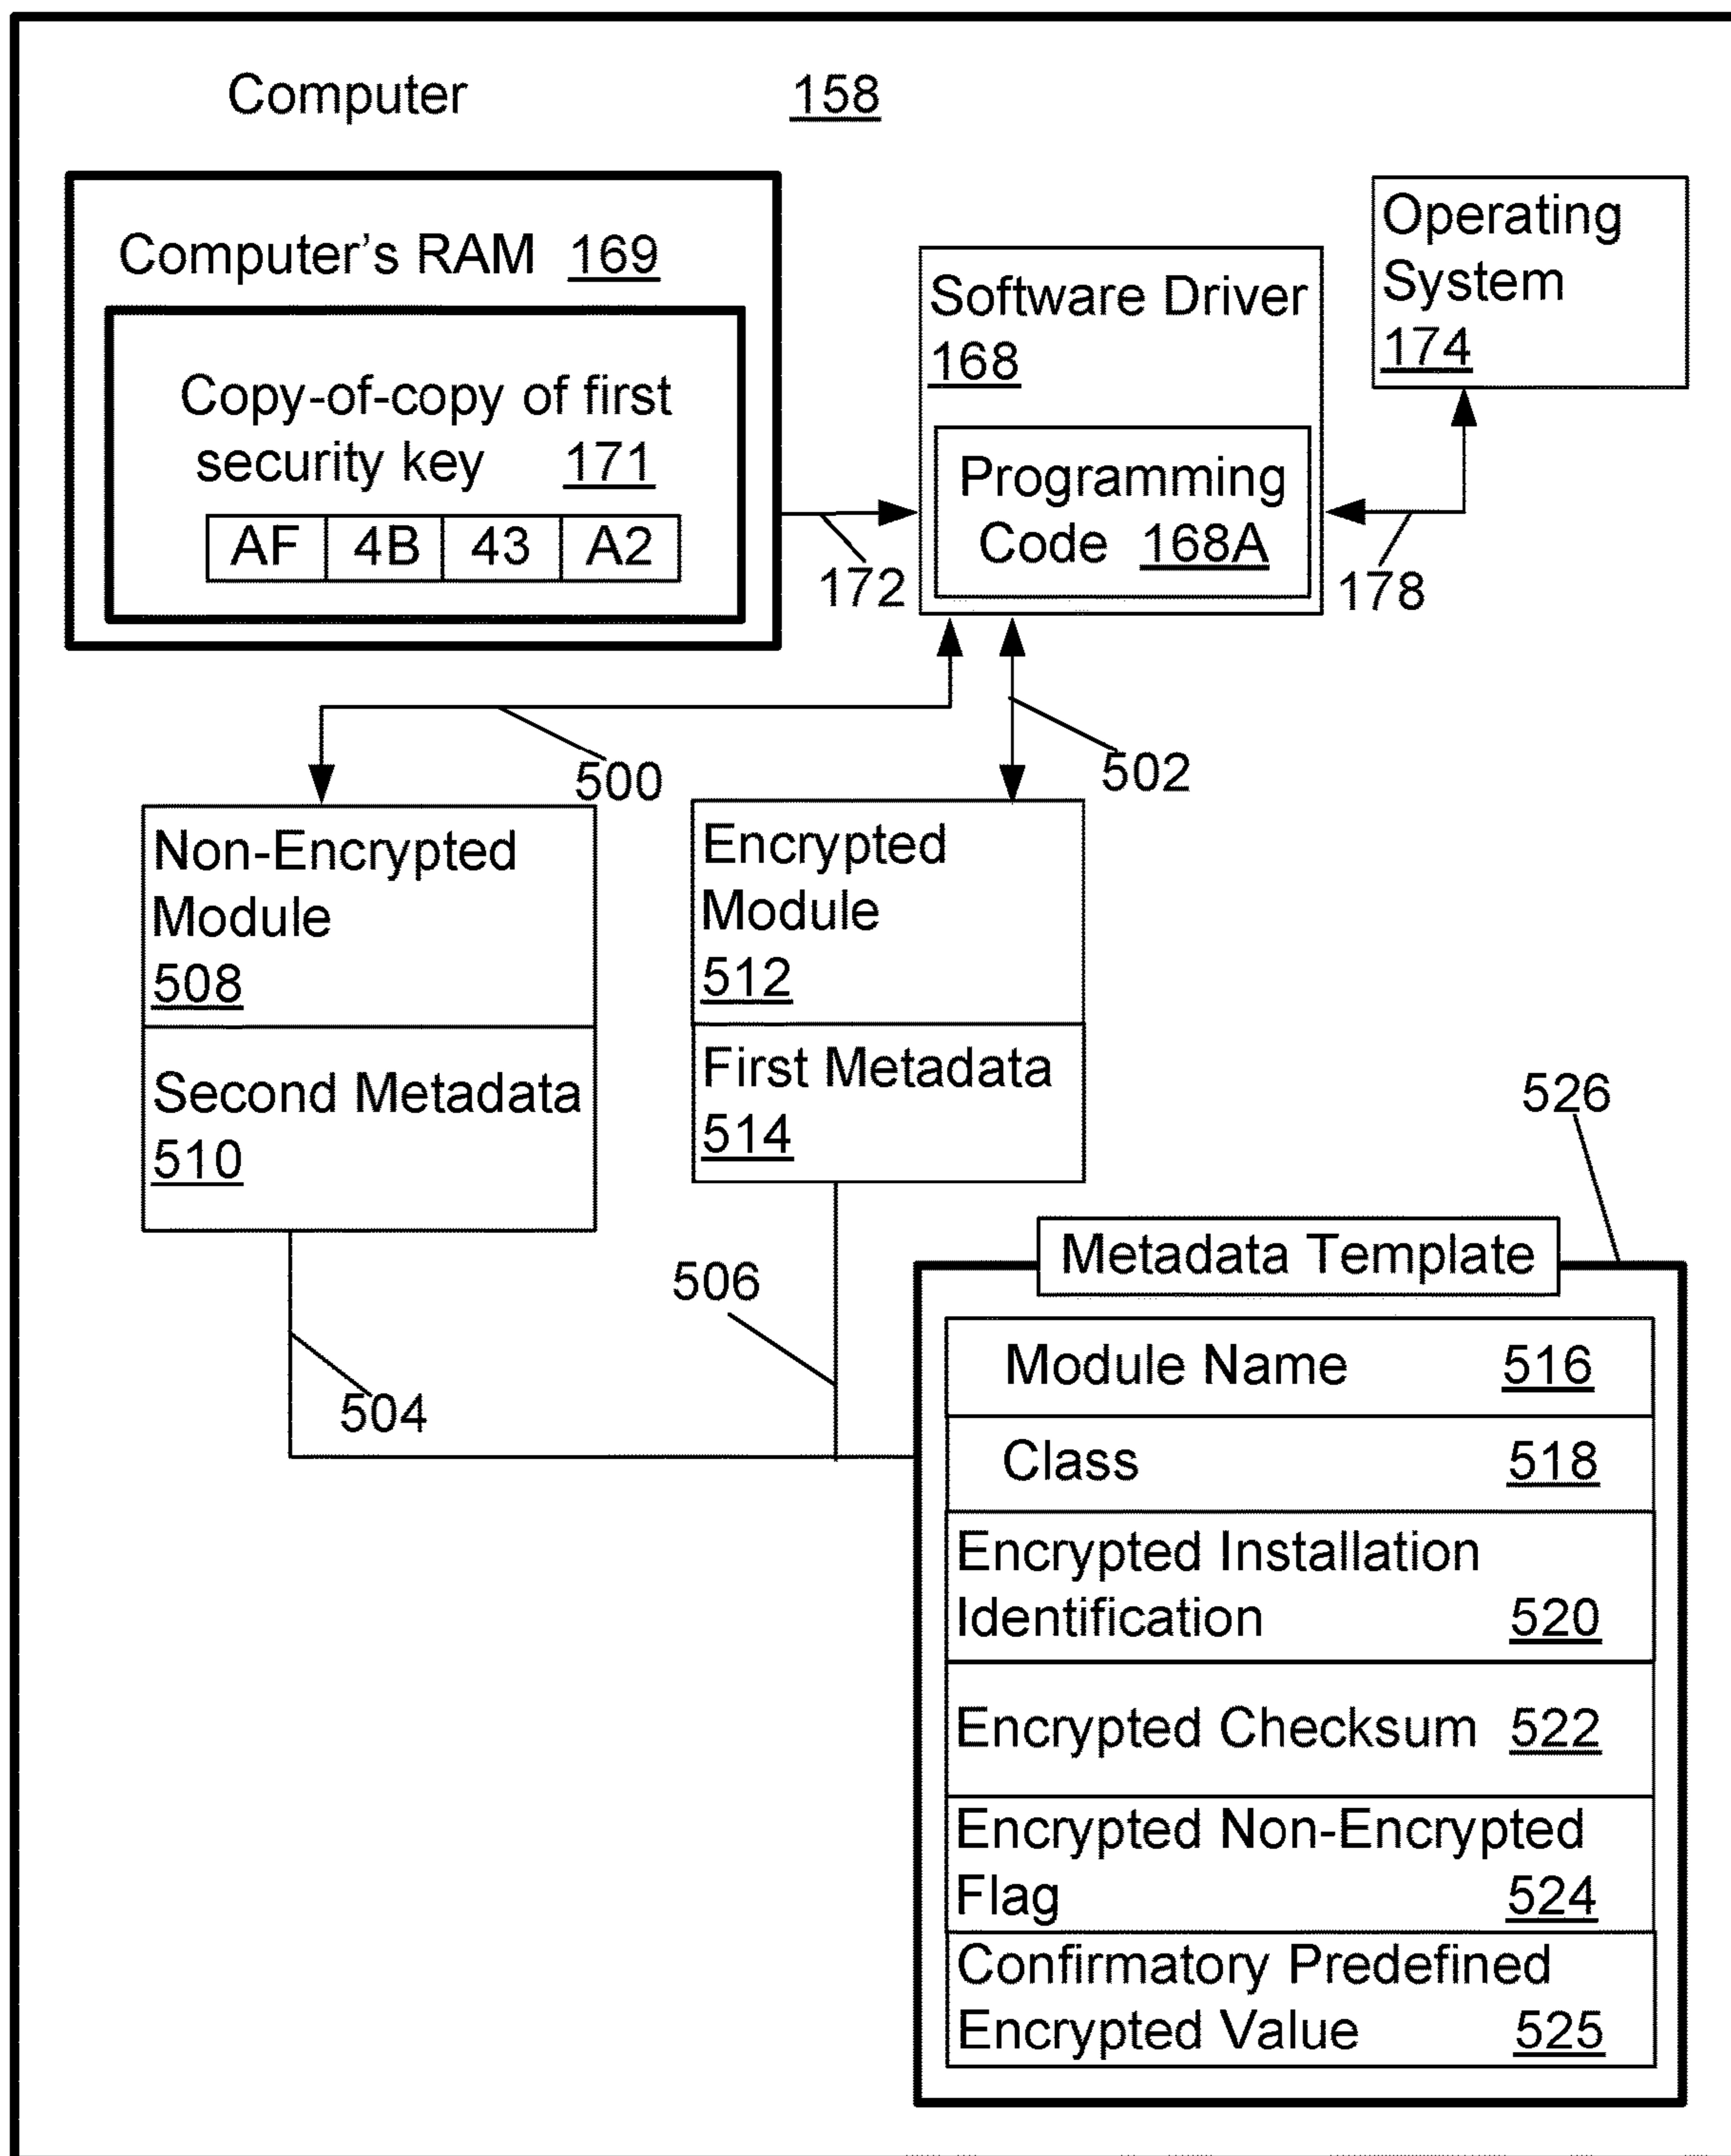 Computer 158
Computer’s RAM 169
Copy-of-copy of first
security key 171
AF 4B 43 A2
172
Software Driver
168
Programming
Code 168A
Operating
System
174
178
500
502
Non-Encrypted
Module
508
Second Metadata
510
Encrypted
Module
512
First Metadata
514
504
506
526
Metadata Template
Module Name 516
Class 518
Encrypted Installation
Identification 520
Encrypted Checksum 522
Encrypted Non-Encrypted
Flag 524
Confirmatory Predefined
Encrypted Value 525